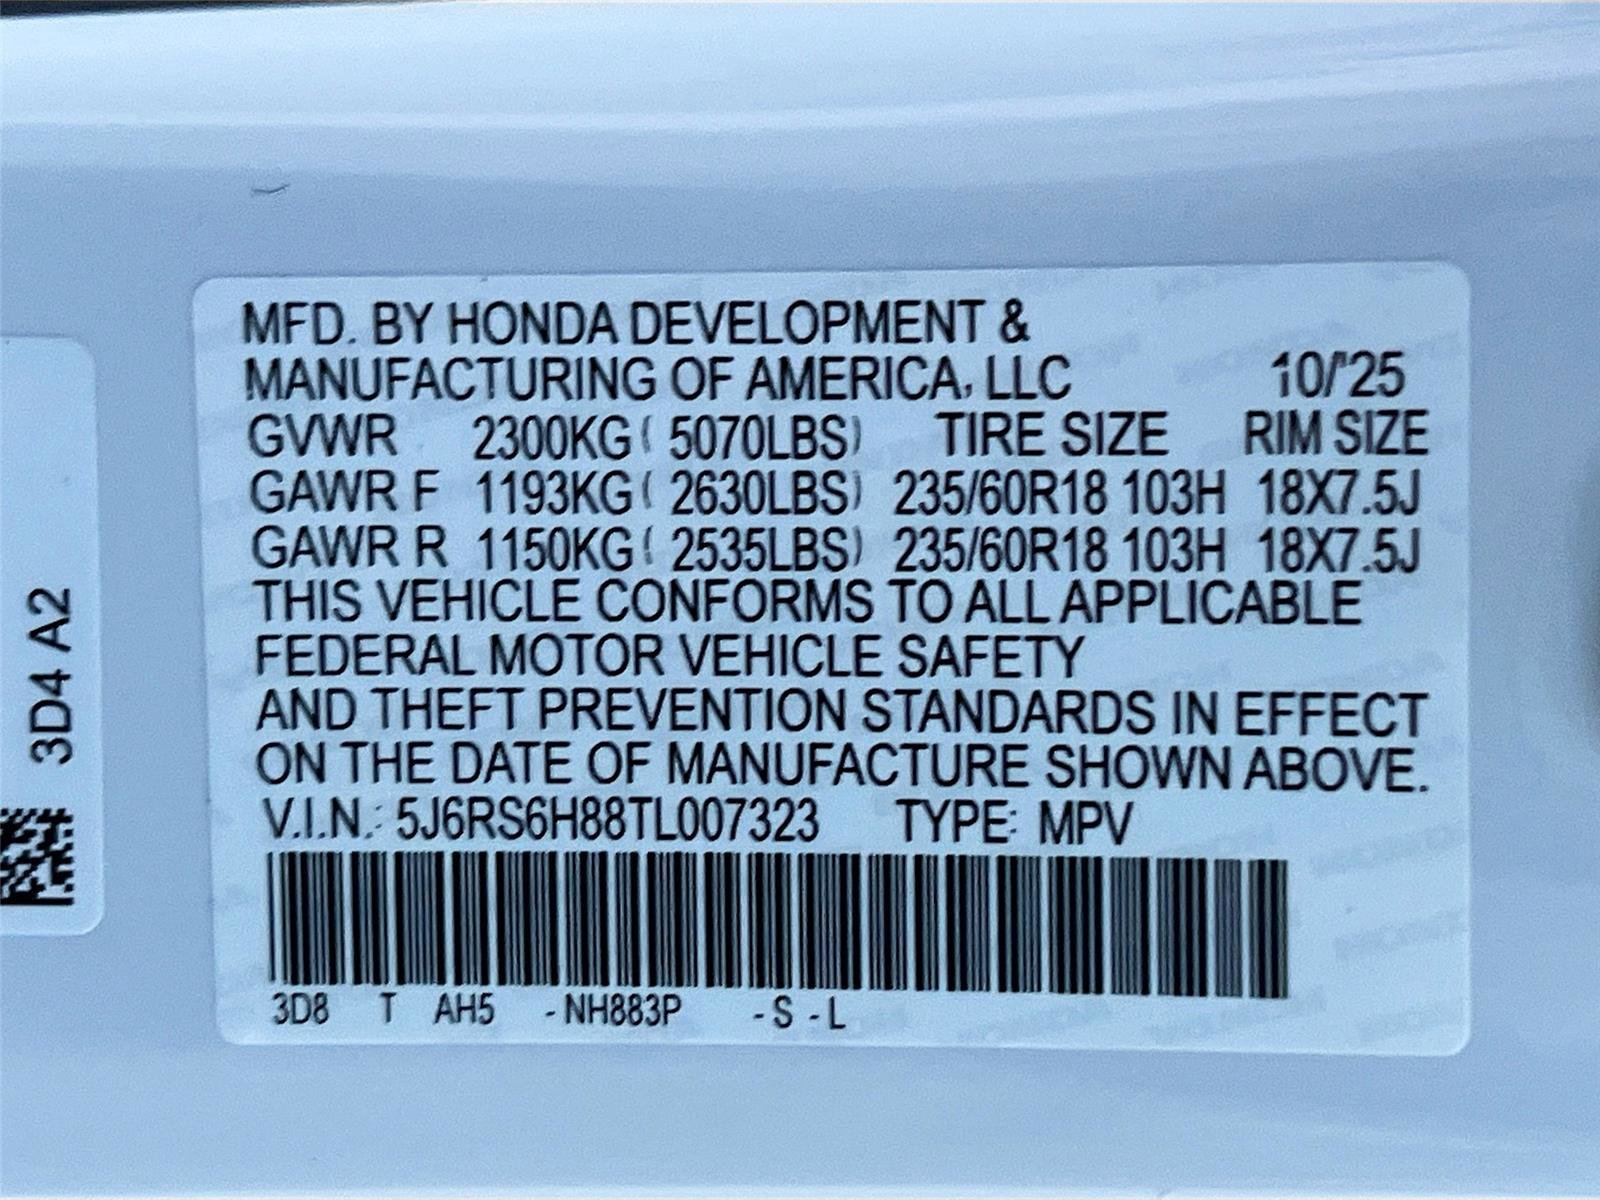 MFD. BY HONDA DEVELOPMENT &
MANUFACTURING OF AMERICA, LLC 10/'25
GVWR 2300KG( 5070LBS) TIRE SIZE RIM SIZE
GAWR F 1193KG( 2630LBS) 235/60R18 103H 18X7.5J
GAWR R 1150KG( 2535LBS) 235/60R18 103H 18X7.5J
THIS VEHICLE CONFORMS TO ALL APPLICABLE
FEDERAL MOTOR VEHICLE SAFETY
AND THEFT PREVENTION STANDARDS IN EFFECT
ON THE DATE OF MANUFACTURE SHOWN ABOVE.
V.I.N.: 5J6RS6H88TL007323 TYPE: MPV
3D8 T AH5 -NH883P -S -L
3D4 A2